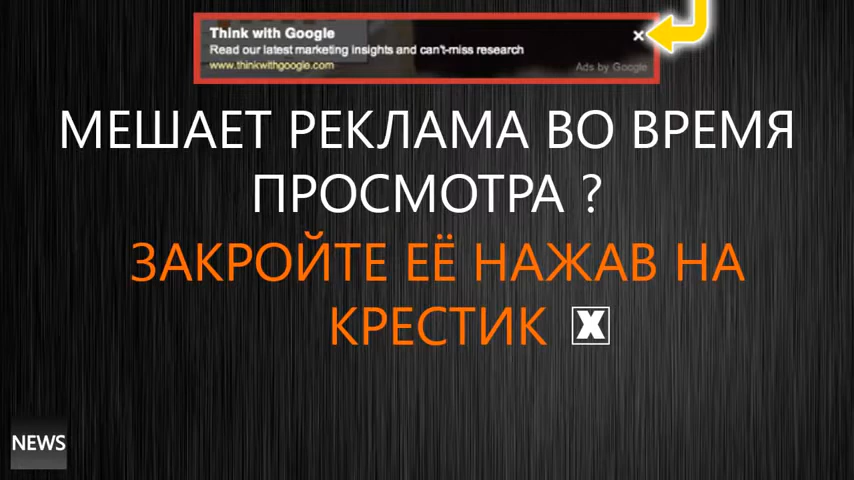 Think with Google
Read our latest marketing insights and can't-miss research
www.thinkwithgoogle.com
Ads by Google
МЕШАЕТ РЕКЛАМА ВО ВРЕМЯ
ПРОСМОТРА ?
ЗАКРОЙТЕ ЕЁ НАЖАВ НА
КРЕСТИК X
NEWS